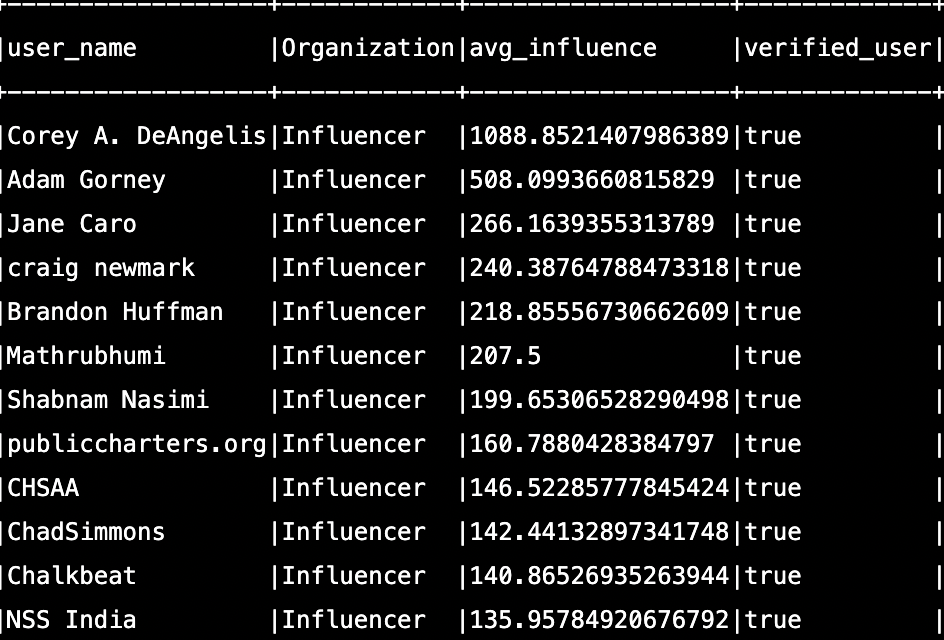 +------------------+------------+------------------+-------------+
|user_name         |Organization|avg_influence     |verified_user|
+------------------+------------+------------------+-------------+
|Corey A. DeAngelis|Influencer  |1088.8521407986389|true         |
|Adam Gorney       |Influencer  |508.0993660815829 |true         |
|Jane Caro         |Influencer  |266.1639355313789 |true         |
|craig newmark     |Influencer  |240.38764788473318|true         |
|Brandon Huffman   |Influencer  |218.85556730662609|true         |
|Mathrubhumi       |Influencer  |207.5             |true         |
|Shabnam Nasimi    |Influencer  |199.65306528290498|true         |
|publiccharters.org|Influencer  |160.7880428384797 |true         |
|CHSAA             |Influencer  |146.52285777845424|true         |
|ChadSimmons       |Influencer  |142.44132897341748|true         |
|Chalkbeat         |Influencer  |140.86526935263944|true         |
|NSS India         |Influencer  |135.95784920676792|true         |